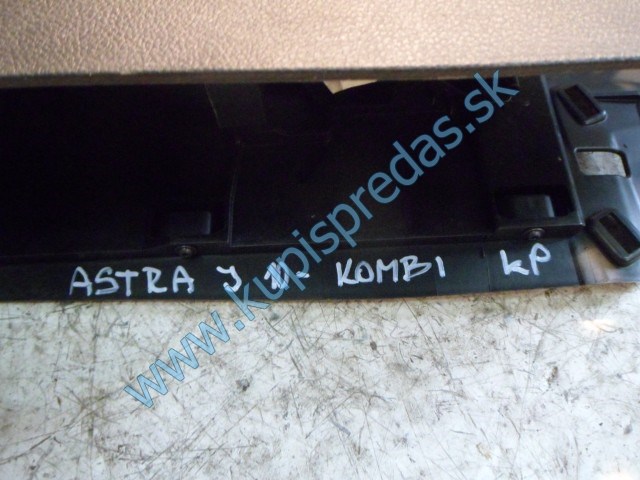 ASTRA J KOMBI KP
www.kupispredas.sk